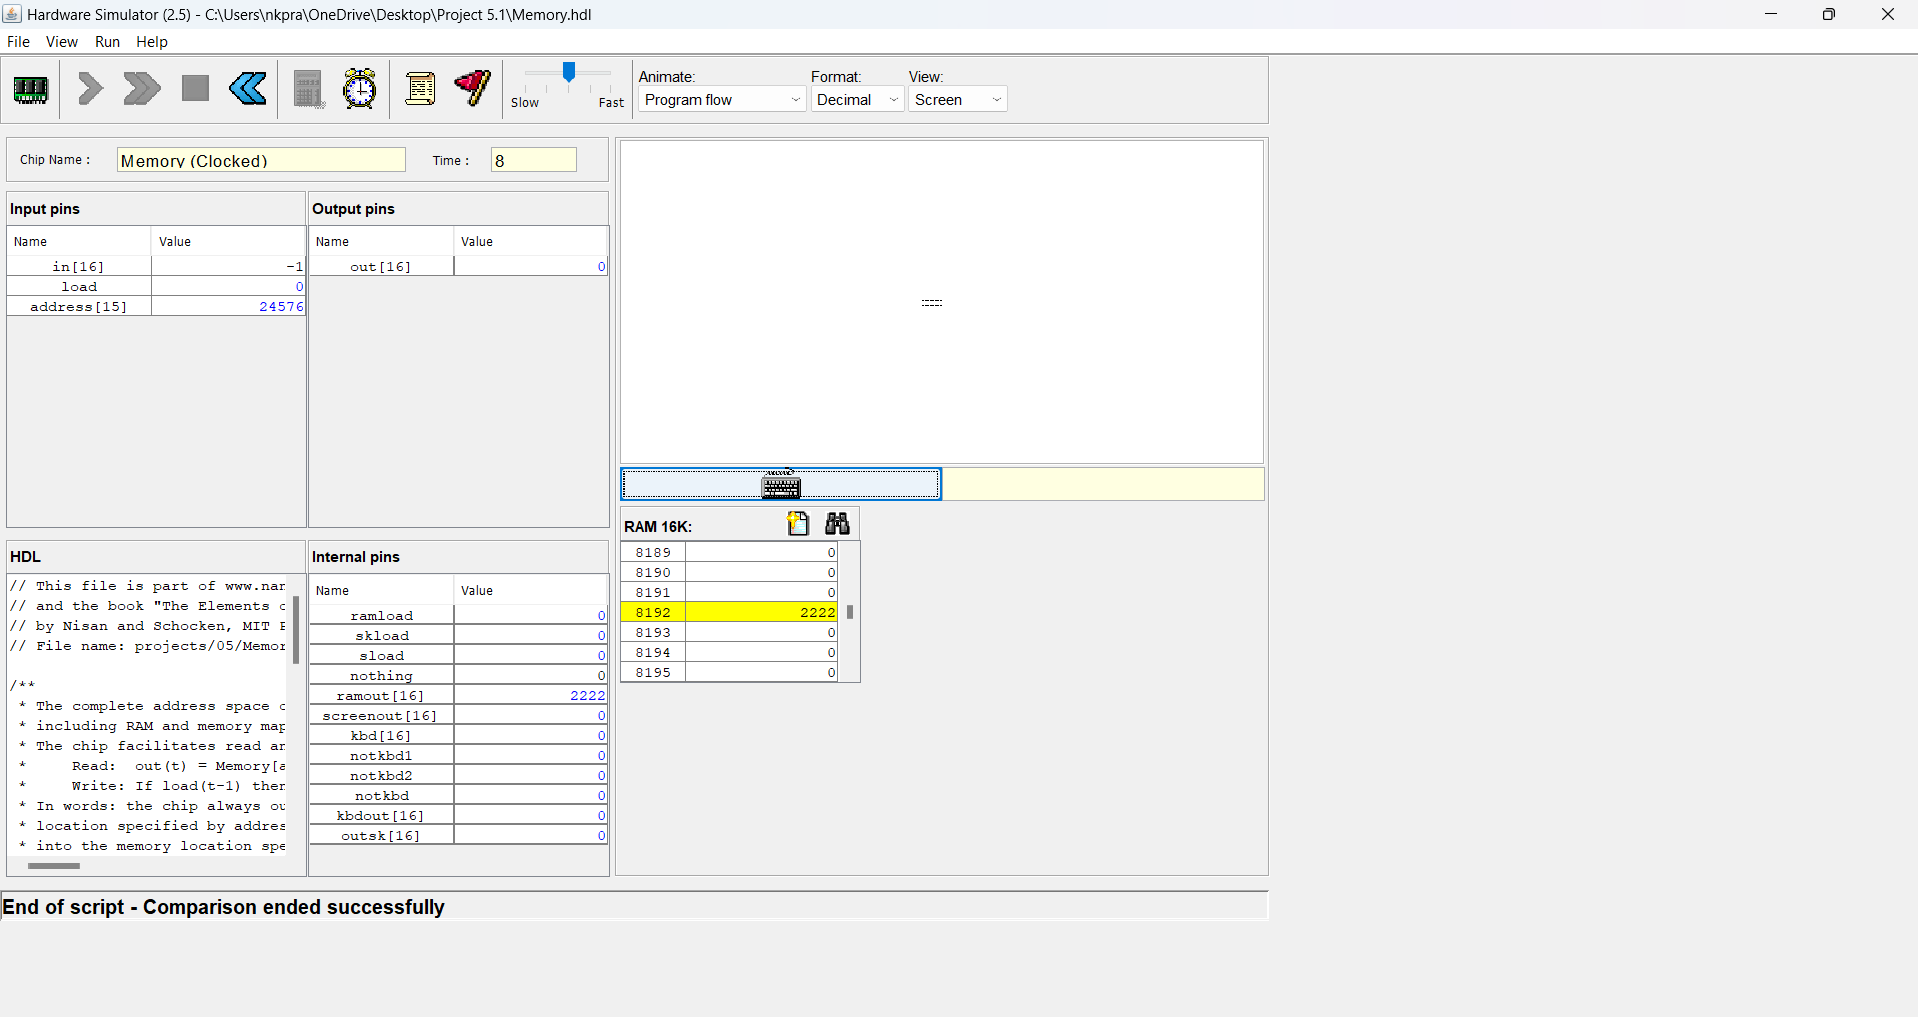 Hardware Simulator (2.5) - C:\Users\nkpra\OneDrive\Desktop\Project 5.1\Memory.hdl
File View Run Help
Slow Fast
Animate: Format: View:
Program flow Decimal Screen
Chip Name : Memory (Clocked) Time : 8
Input pins
Name Value
in[16] -1
load 0
address[15] 24576
Output pins
Name Value
out[16] 0
HDL
// This file is part of www.nan
// and the book "The Elements o
// by Nisan and Schocken, MIT P
// File name: projects/05/Memor
/**
* The complete address space o
* including RAM and memory map
* The chip facilitates read an
* Read: out(t) = Memory[a
* Write: If load(t-1) then
* In words: the chip always ou
* location specified by addres
* into the memory location spe
Internal pins
Name Value
ramload 0
skload 0
sload 0
nothing 0
ramout[16] 2222
screenout[16] 0
kbd[16] 0
notkbd1 0
notkbd2 0
notkbd 0
kbdout[16] 0
outsk[16] 0
RAM 16K:
8189 0
8190 0
8191 0
8192 2222
8193 0
8194 0
8195 0
End of script - Comparison ended successfully